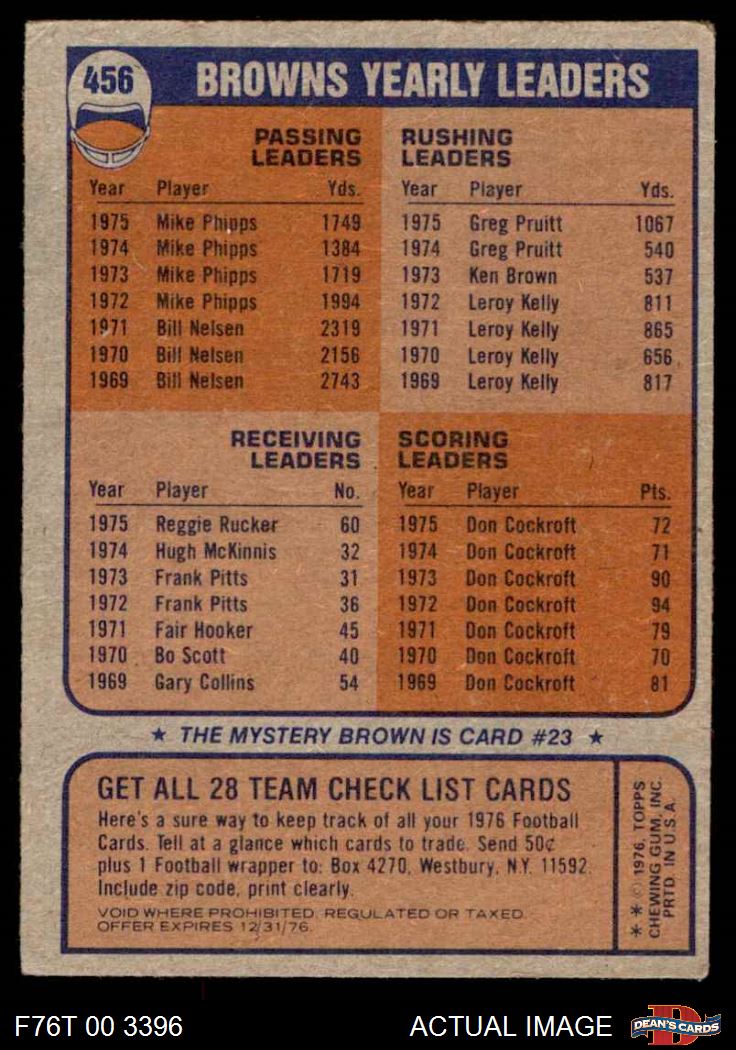 456
BROWNS YEARLY LEADERS
PASSING
LEADERS
Year Player Yds.
1975 Mike Phipps 1749
1974 Mike Phipps 1384
1973 Mike Phipps 1719
1972 Mike Phipps 1994
1971 Bill Nelsen 2319
1970 Bill Nelsen 2156
1969 Bill Nelsen 2743
RUSHING
LEADERS
Year Player Yds.
1975 Greg Pruitt 1067
1974 Greg Pruitt 540
1973 Ken Brown 537
1972 Leroy Kelly 811
1971 Leroy Kelly 865
1970 Leroy Kelly 656
1969 Leroy Kelly 817
RECEIVING
LEADERS
Year Player No.
1975 Reggie Rucker 60
1974 Hugh McKinnis 32
1973 Frank Pitts 31
1972 Frank Pitts 36
1971 Fair Hooker 45
1970 Bo Scott 40
1969 Gary Collins 54
SCORING
LEADERS
Year Player Pts.
1975 Don Cockroft 72
1974 Don Cockroft 71
1973 Don Cockroft 90
1972 Don Cockroft 94
1971 Don Cockroft 79
1970 Don Cockroft 70
1969 Don Cockroft 81
★ THE MYSTERY BROWN IS CARD #23 ★
GET ALL 28 TEAM CHECK LIST CARDS
Here's a sure way to keep track of all your 1976 Football
Cards. Tell at a glance which cards to trade. Send 50¢
plus 1 Football wrapper to: Box 4270, Westbury, N.Y. 11592.
Include zip code, print clearly.
VOID WHERE PROHIBITED, REGULATED OR TAXED.
OFFER EXPIRES 12/31/76.
* * © 1976, TOPPS
CHEWING GUM, INC.
PRTD. IN U.S.A.
F76T 00 3396
ACTUAL IMAGE
D
DEAN'S CARDS